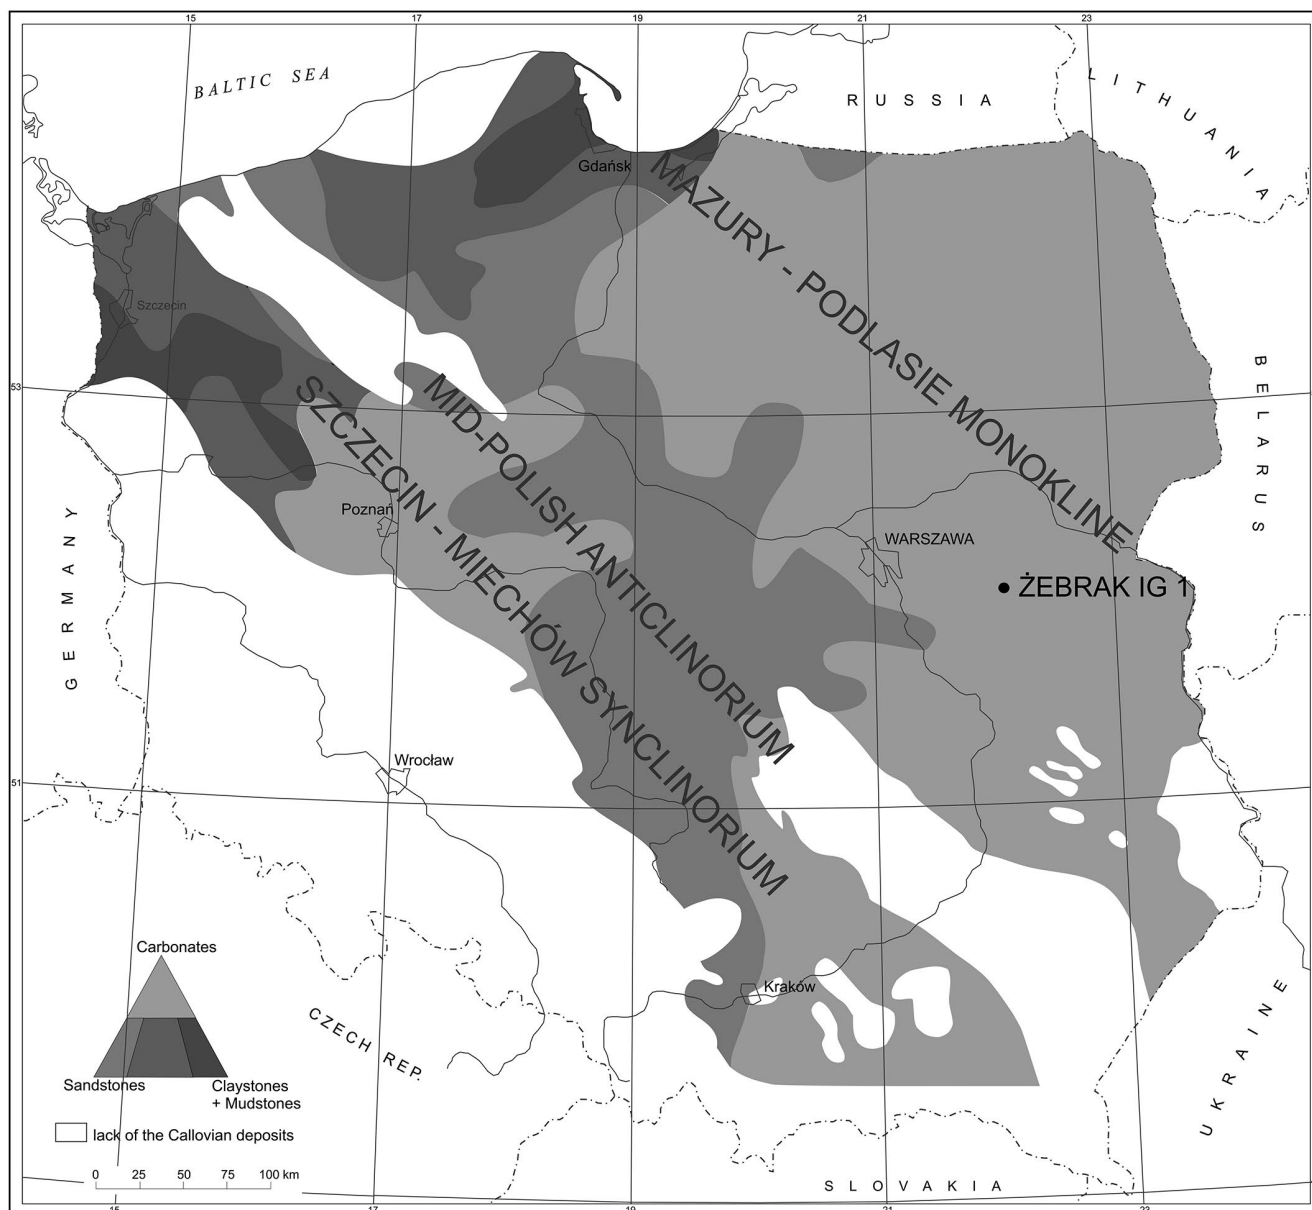 15 17 19 21 23
BALTIC SEA
RUSSIA
LITHUANIA
Gdańsk
MAZURY - PODLASIE MONOKLINE
Szczecin
53
BELARUS
SZCZECIN - MIECHÓW SYNCLINORIUM
MID-POLISH ANTICLINORIUM
Poznań
WARSZAWA
GERMANY
ŻEBRAK IG 1
Wrocław
51
Carbonates
Kraków
CZECH REP.
UKRAINE
Sandstones
Claystones
+ Mudstones
lack of the Callovian deposits
0 25 50 75 100 km
SLOVAKIA
15 17 19 21 23